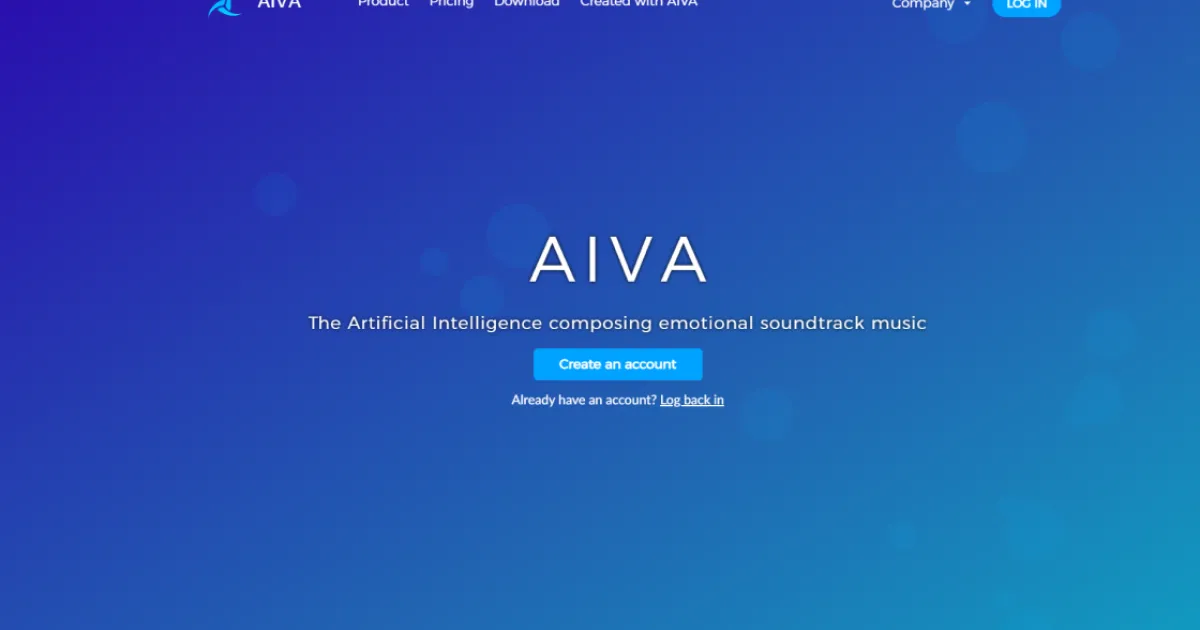 AIVA Product Pricing Download Created with AIVA Company LOG IN
AIVA
The Artificial Intelligence composing emotional soundtrack music
Create an account
Already have an account? Log back in